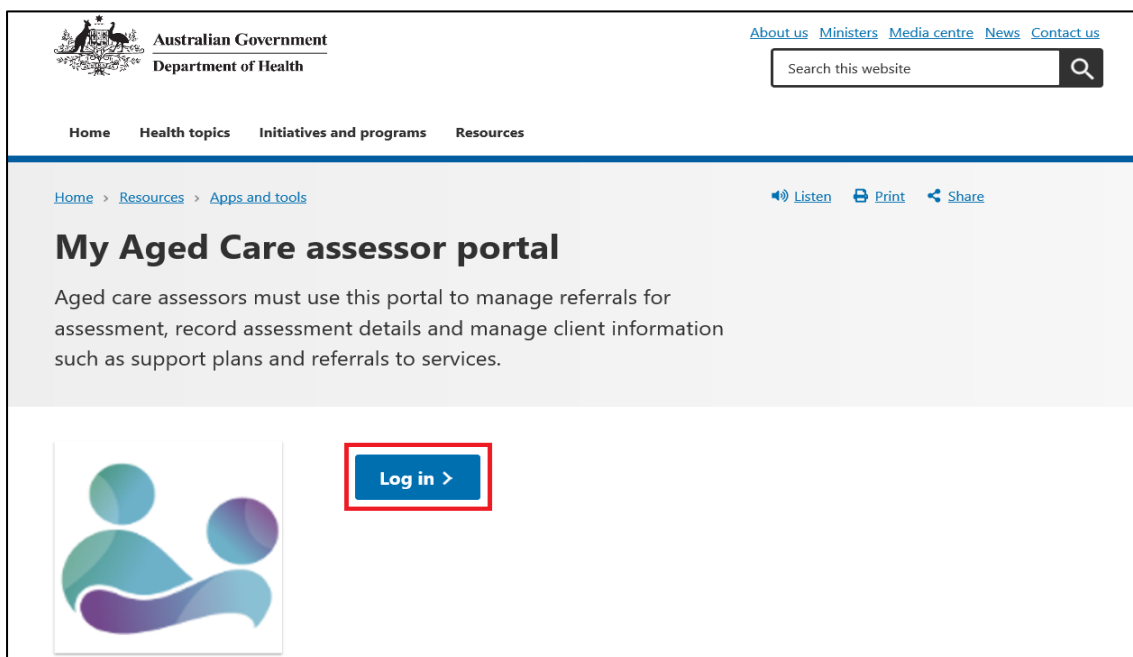 Australian Government
Department of Health
About us Ministers Media centre News Contact us
Search this website
Home Health topics Initiatives and programs Resources
Home > Resources > Apps and tools
Listen Print Share
My Aged Care assessor portal
Aged care assessors must use this portal to manage referrals for
assessment, record assessment details and manage client information
such as support plans and referrals to services.
Log in >